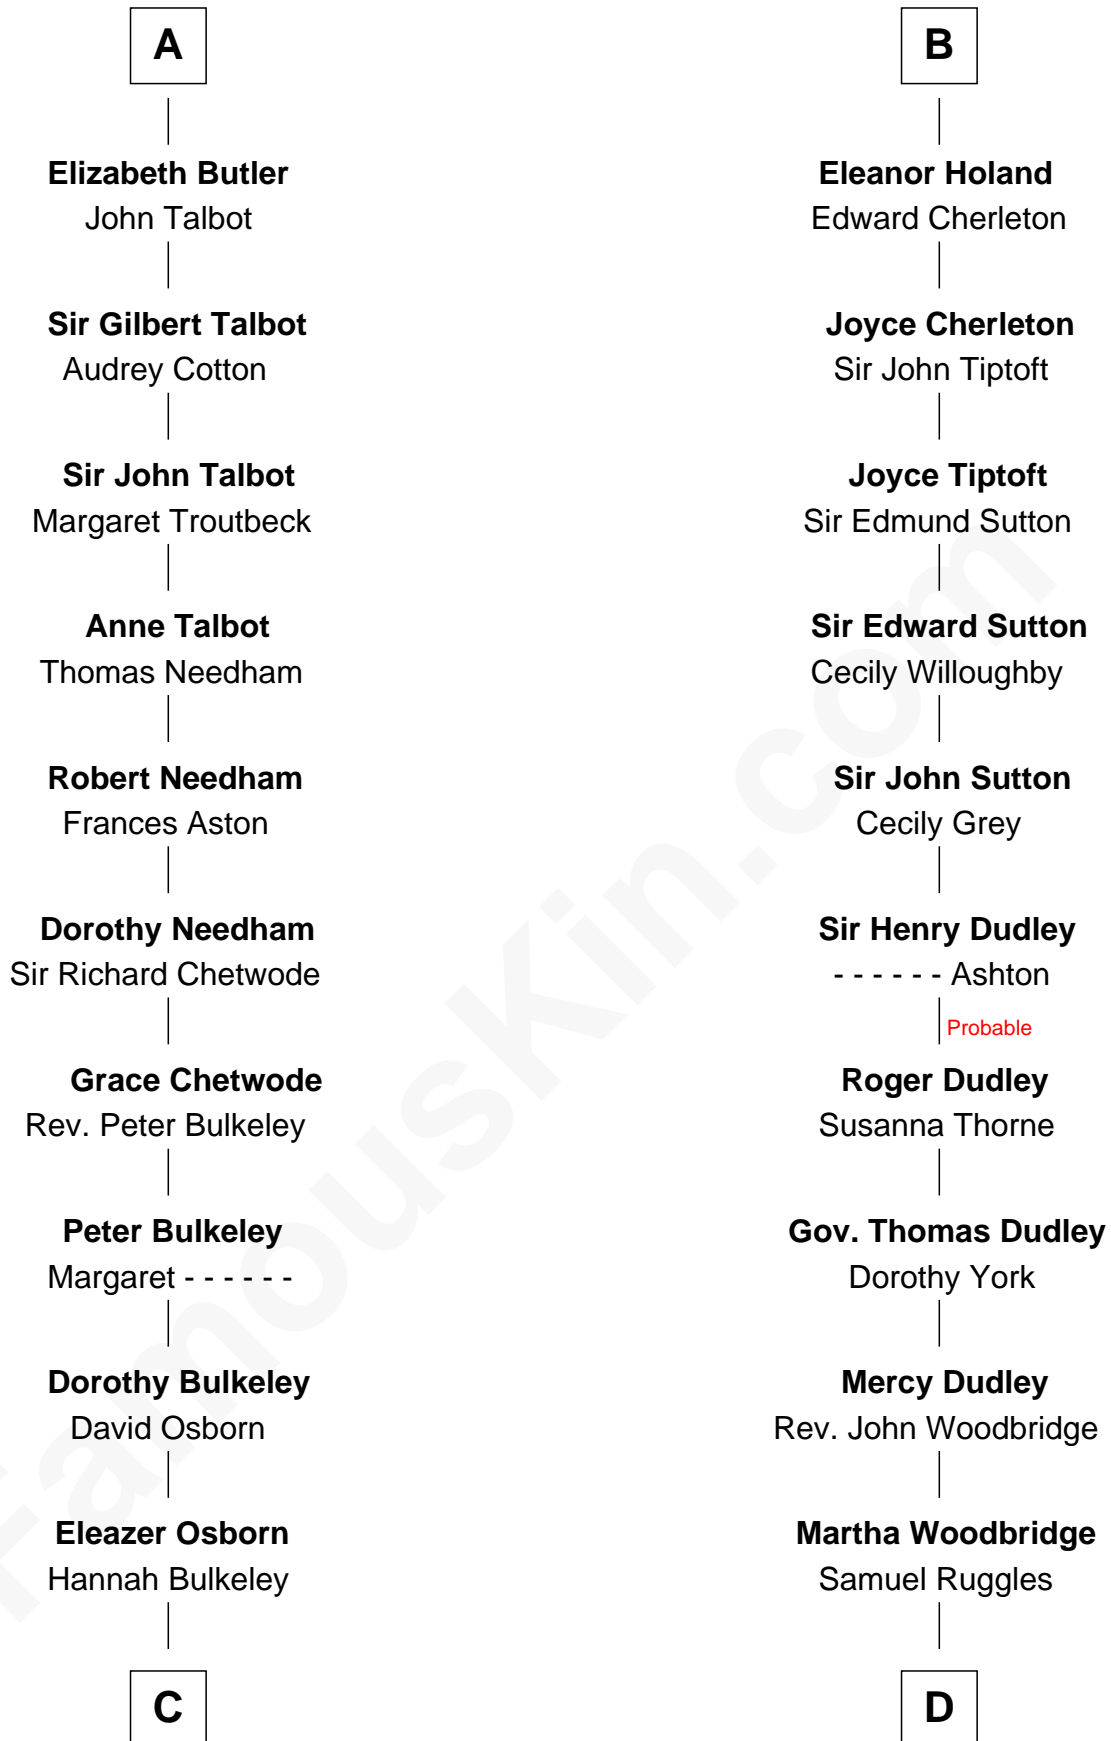 A
Elizabeth Butler
John Talbot
Sir Gilbert Talbot
Audrey Cotton
Sir John Talbot
Margaret Troutbeck
Anne Talbot
Thomas Needham
Robert Needham
Frances Aston
Dorothy Needham
Sir Richard Chetwode
Grace Chetwode
Rev. Peter Bulkeley
Peter Bulkeley
Margaret - - - - - -
Dorothy Bulkeley
David Osborn
Eleazer Osborn
Hannah Bulkeley
C
B
Eleanor Holand
Edward Cherleton
Joyce Cherleton
Sir John Tiptoft
Joyce Tiptoft
Sir Edmund Sutton
Sir Edward Sutton
Cecily Willoughby
Sir John Sutton
Cecily Grey
Sir Henry Dudley
- - - - - - Ashton
Probable
Roger Dudley
Susanna Thorne
Gov. Thomas Dudley
Dorothy York
Mercy Dudley
Rev. John Woodbridge
Martha Woodbridge
Samuel Ruggles
D
FamousKin.com